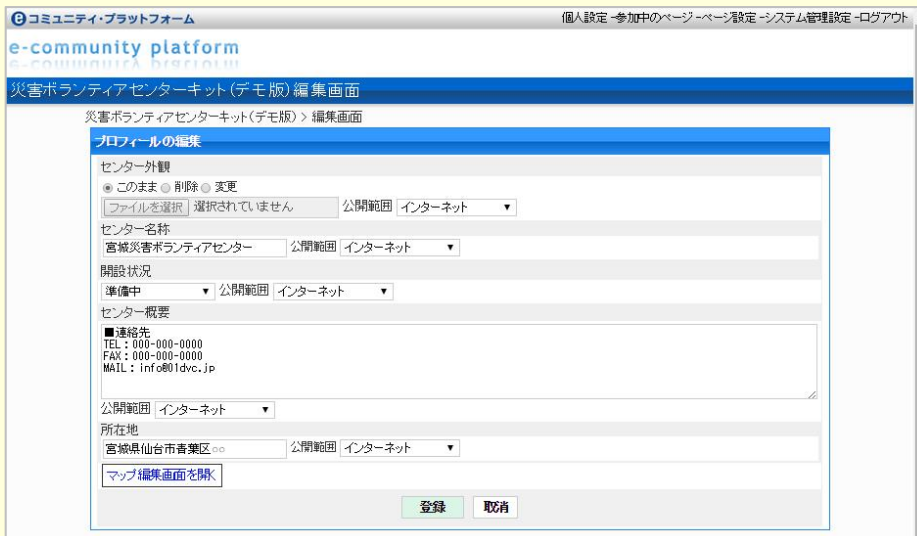 eコミュニティ・プラットフォーム
個人設定 -参加中のページ -ページ設定 -システム管理設定 -ログアウト
e-community platform
災害ボランティアセンターキット(デモ版)編集画面
災害ボランティアセンターキット(デモ版) > 編集画面
プロフィールの編集
センター外観
このまま 削除 変更
ファイルを選択 選択されていません 公開範囲 インターネット
センター名称
宮城災害ボランティアセンター 公開範囲 インターネット
開設状況
準備中 公開範囲 インターネット
センター概要
■連絡先
TEL：000-000-0000
FAX：000-000-0000
MAIL：info@01dvc.jp
公開範囲 インターネット
所在地
宮城県仙台市青葉区○○ 公開範囲 インターネット
マップ編集画面を開く
登録 取消